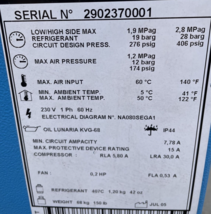 SERIAL N° 2902370001
LOW/HIGH SIDE MAX 1,9 MPag 2,8 MPag
REFRIGERANT 19 barg 28 barg
CIRCUIT DESIGN PRESS. 276 psig 406 psig
MAX AIR PRESSURE 1,2 MPag
12 barg
174 psig
MAX. AIR INPUT 60 °C 140 °F
MIN. AMBIENT TEMP. 5 °C 41 °F
MAX. AMBIENT TEMP. 50 °C 122 °F
230 V 1 Ph 60 Hz
ELECTRICAL DIAGRAM N°
OIL LUNARIA KVG-68 IP44
MIN. CIRCUIT AMPACITY 7,78 A
MAX. PROTECTIVE DEVICE RATING 15 A
COMPRESSOR : RLA 5,80 A LRA 30,0 A
FAN : 0,2 HP FLA 0,53 A
REFRIGERANT
WEIGHT